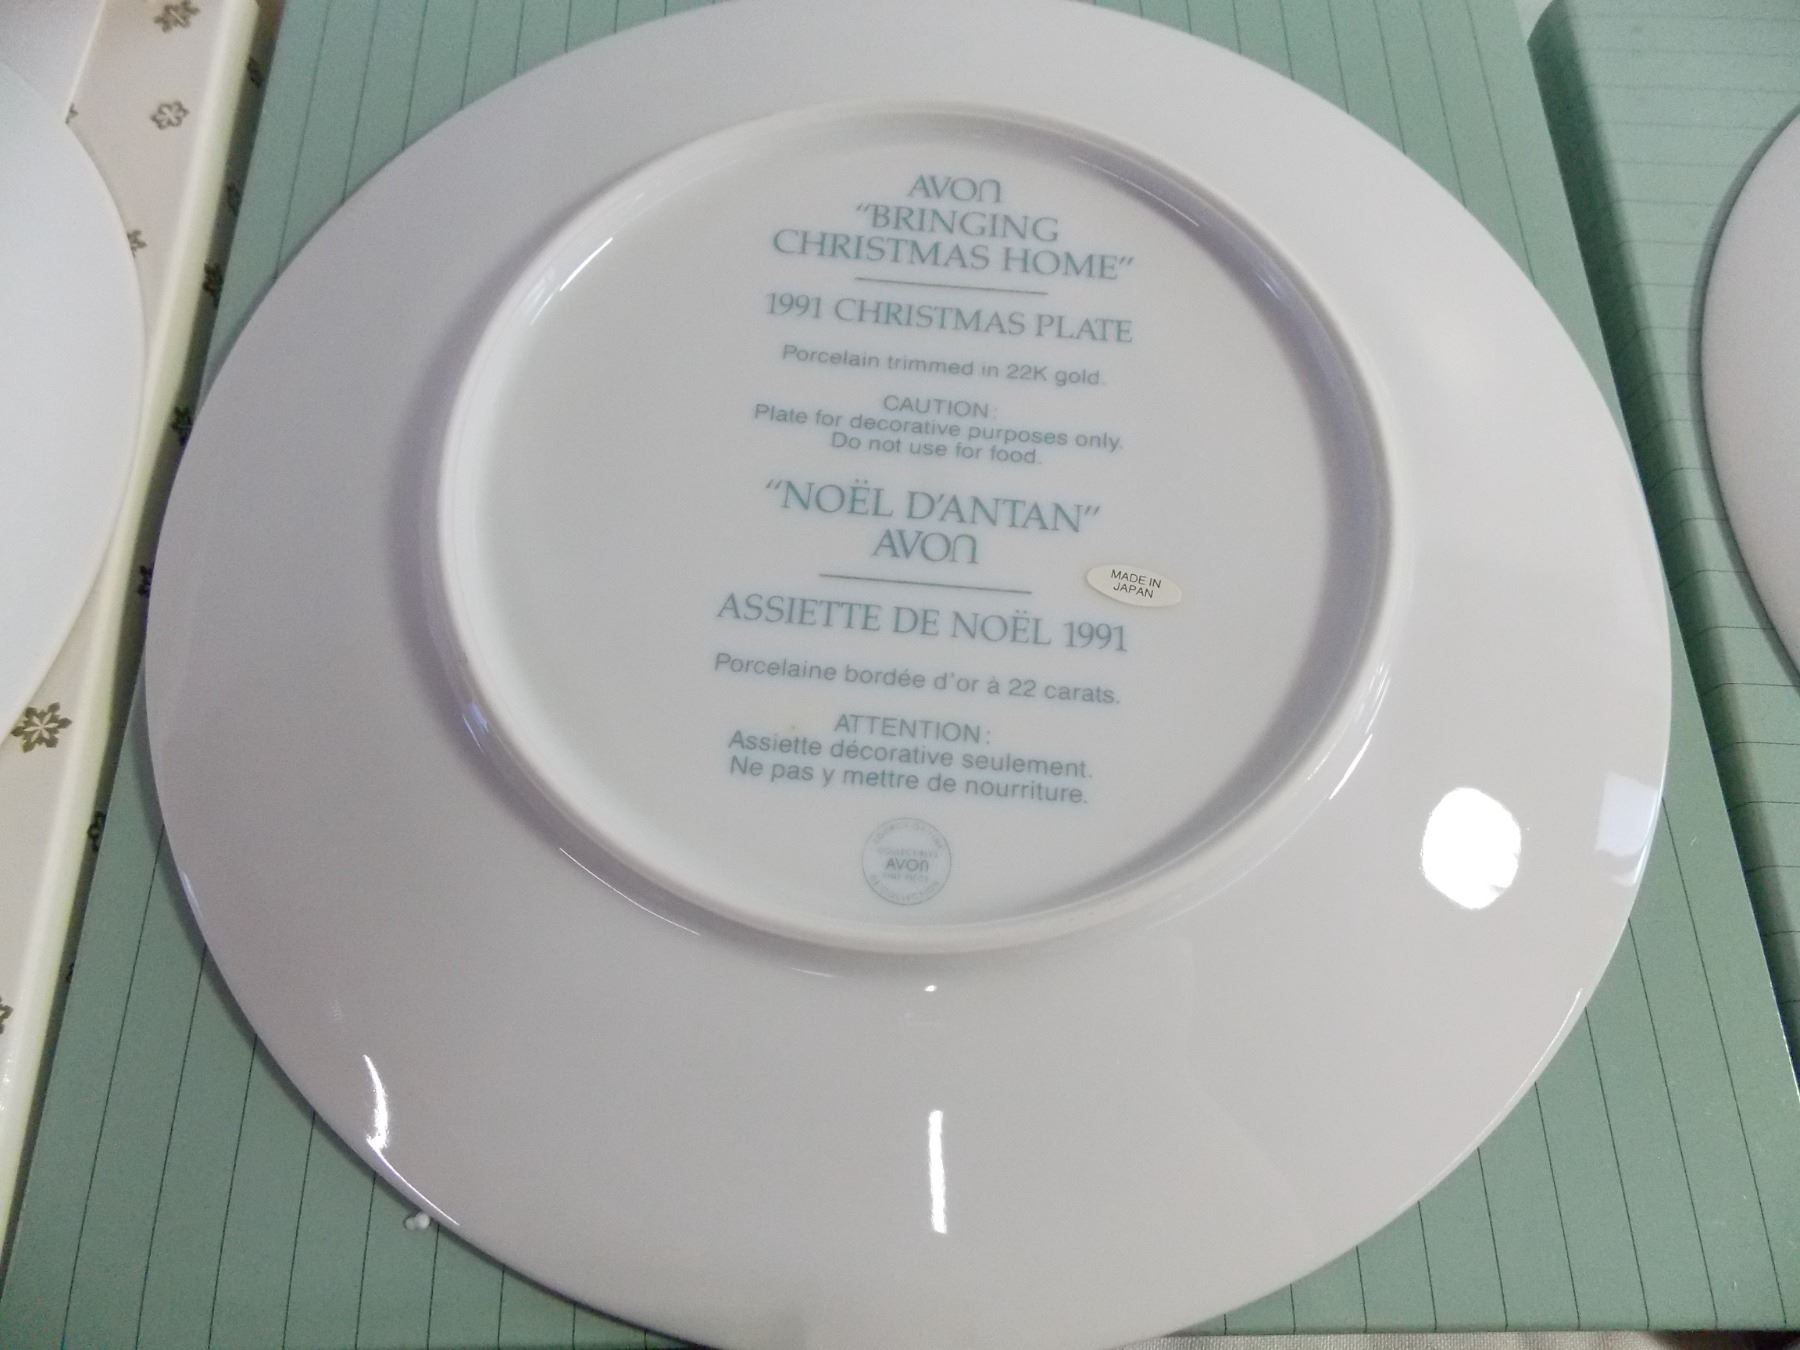 AVON
“BRINGING
CHRISTMAS HOME”
1991 CHRISTMAS PLATE
Porcelain trimmed in 22K gold.
CAUTION:
Plate for decorative purposes only.
Do not use for food.
“NOËL D'ANTAN”
AVON
MADE IN
JAPAN
ASSIETTE DE NOËL 1991
Porcelaine bordée d'or à 22 carats.
ATTENTION:
Assiette décorative seulement.
Ne pas y mettre de nourriture.
COLLECTIBLES
AVON